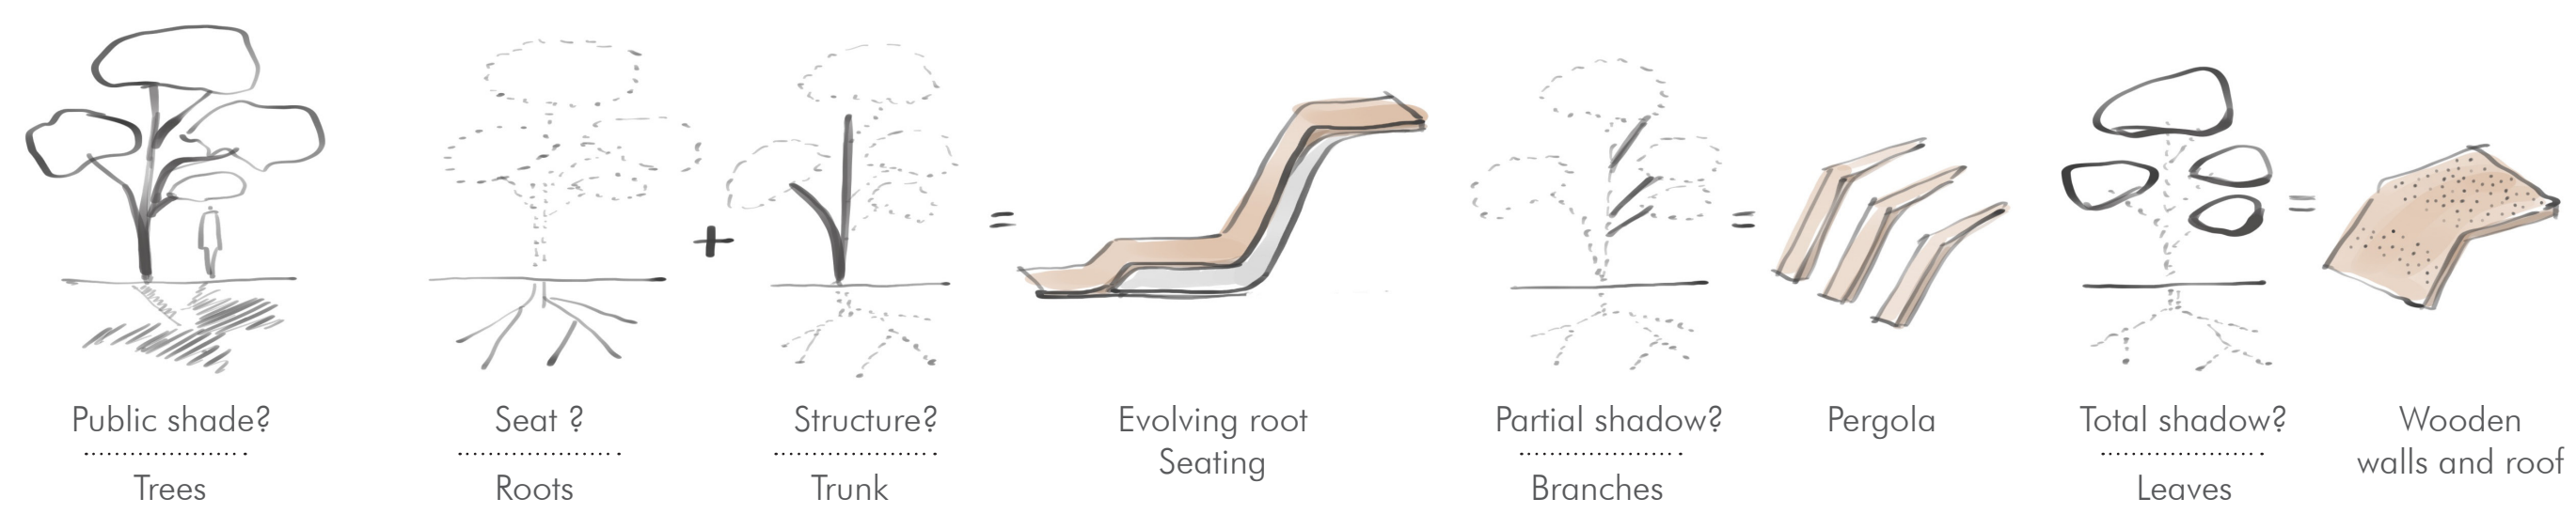 Public shade?
Trees
Seat ?
Roots
+
Structure?
Trunk
=
Evolving root
Seating
Partial shadow?
Branches
=
Pergola
Total shadow?
Leaves
=
Wooden
walls and roof